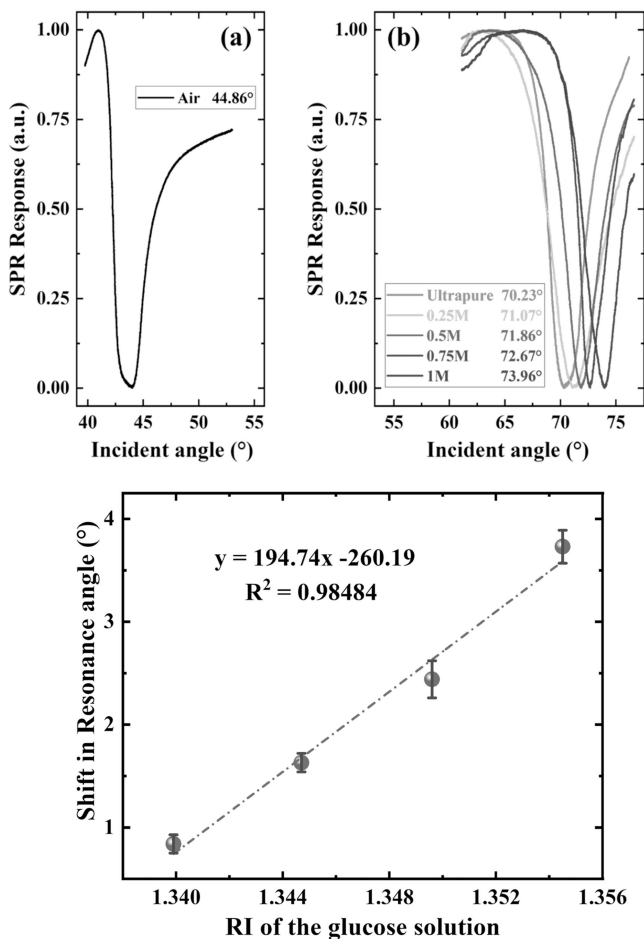 (a)
Air 44.86°
SPR Response (a.u.)
1.00
0.75
0.50
0.25
0.00
40 45 50 55
Incident angle (°)
(b)
SPR Response (a.u.)
1.00
0.75
0.50
0.25
0.00
Ultrapure 70.23°
0.25M 71.07°
0.5M 71.86°
0.75M 72.67°
1M 73.96°
55 60 65 70 75
Incident angle (°)
Shift in Resonance angle (°)
4
3
2
1
y = 194.74x -260.19
R² = 0.98484
1.340 1.344 1.348 1.352 1.356
RI of the glucose solution